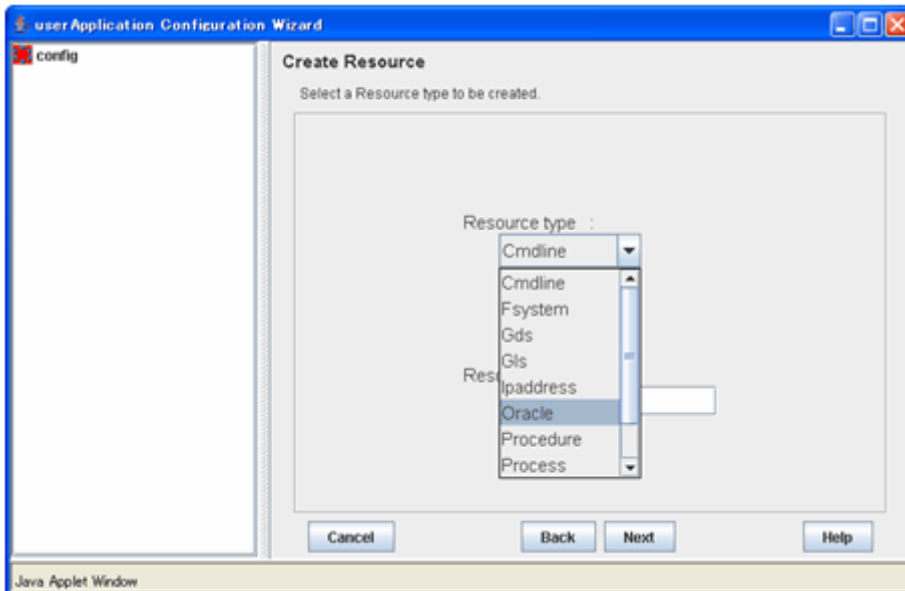 userApplication Configuration Wizard
config
Create Resource
Select a Resource type to be created.
Resource type :
Cmdline
Cmdline
Fsystem
Gds
Gls
Ipaddress
Oracle
Procedure
Process
Cancel
Back
Next
Help
Java Applet Window